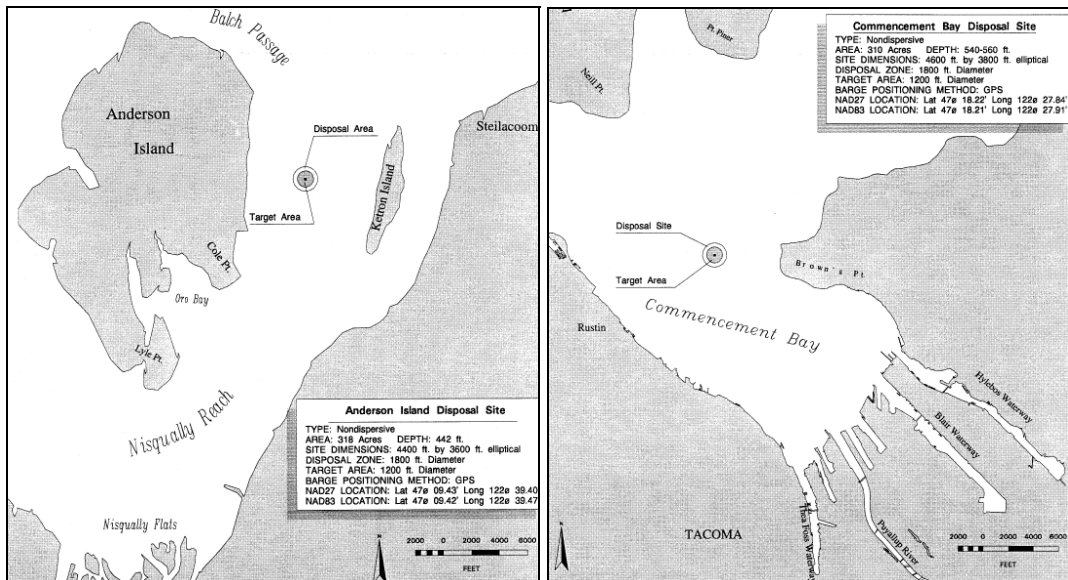 Balch Passage
Anderson
Island
Steilacoom
Disposal Area
Ketron Island
Target Area
Cole Pt.
Oro Bay
Lyle Pt.
Nisqually Reach
Anderson Island Disposal Site
TYPE: Nondispersive
AREA: 318 Acres DEPTH: 442 ft.
SITE DIMENSIONS: 4400 ft. by 3600 ft. elliptical
DISPOSAL ZONE: 1800 ft. Diameter
TARGET AREA: 1200 ft. Diameter
BARGE POSITIONING METHOD: GPS
NAD27 LOCATION: Lat 47ø 09.43' Long 122ø 39.40
NAD83 LOCATION: Lat 47ø 09.42' Long 122ø 39.47
Nisqually Flats
N
2000 0 2000 4000 6000
FEET
Pt. Piner
Neill Pt.
Commencement Bay Disposal Site
TYPE: Nondispersive
AREA: 310 Acres DEPTH: 540-560 ft.
SITE DIMENSIONS: 4600 ft. by 3800 ft. elliptical
DISPOSAL ZONE: 1800 ft. Diameter
TARGET AREA: 1200 ft. Diameter
BARGE POSITIONING METHOD: GPS
NAD27 LOCATION: Lat 47ø 18.22' Long 122ø 27.84'
NAD83 LOCATION: Lat 47ø 18.21' Long 122ø 27.91'
Disposal Site
Target Area
Brown's Pt.
Commencement Bay
Rustin
Hylebos Waterway
Blair Waterway
Thea Foss Waterway
Puyallup River
TACOMA
N
2000 0 2000 4000 6000
FEET